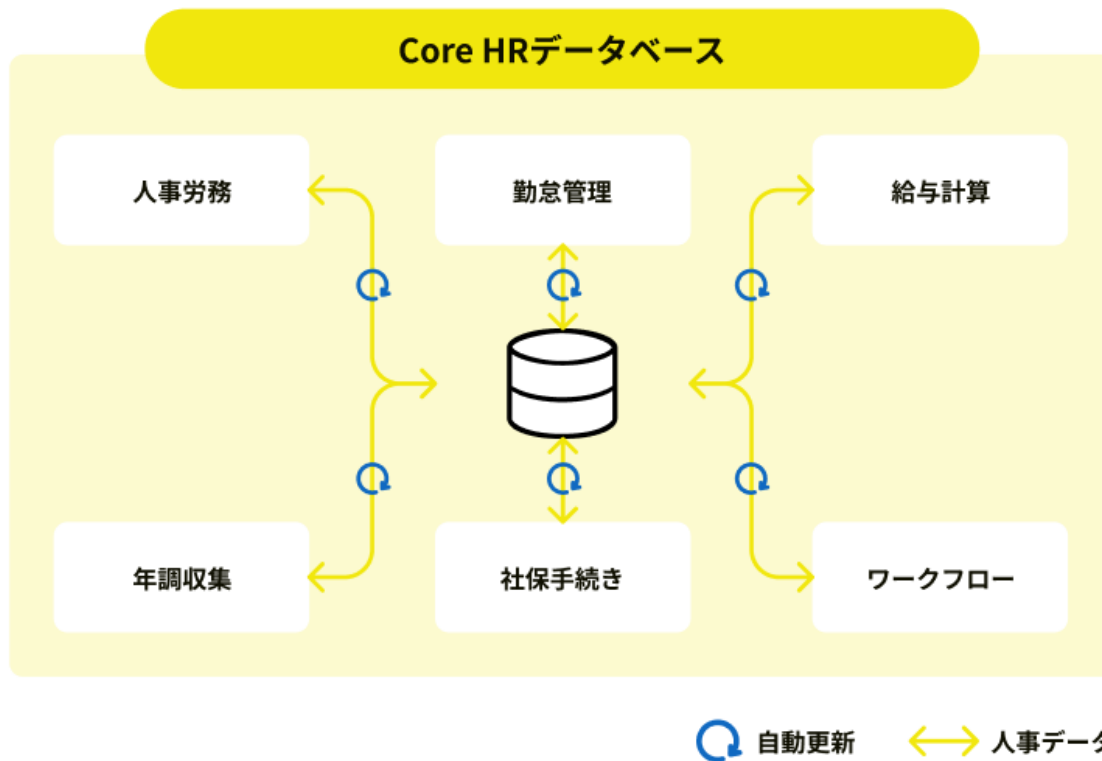 Core HRデータベース
人事労務
勤怠管理
給与計算
年調収集
社保手続き
ワークフロー
自動更新
人事データ